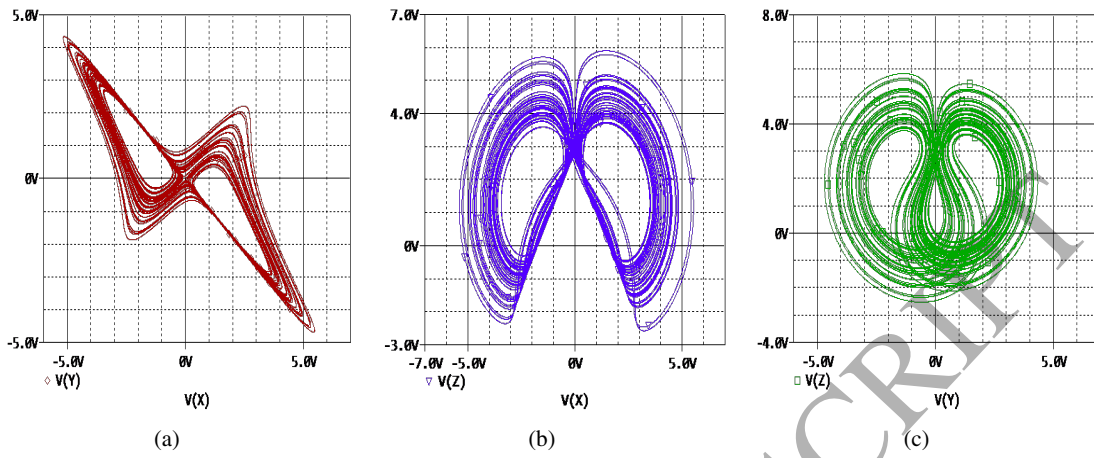 5.0V
0V
-5.0V
-5.0V 0V 5.0V
◇ V(Y)
V(X)
(a)
7.0V
4.0V
0V
-3.0V
-7.0V -5.0V 0V 5.0V
▽ V(Z)
V(X)
(b)
8.0V
4.0V
0V
-4.0V
-5.0V 0V 5.0V
□ V(Z)
V(Y)
(c)
CRIPT